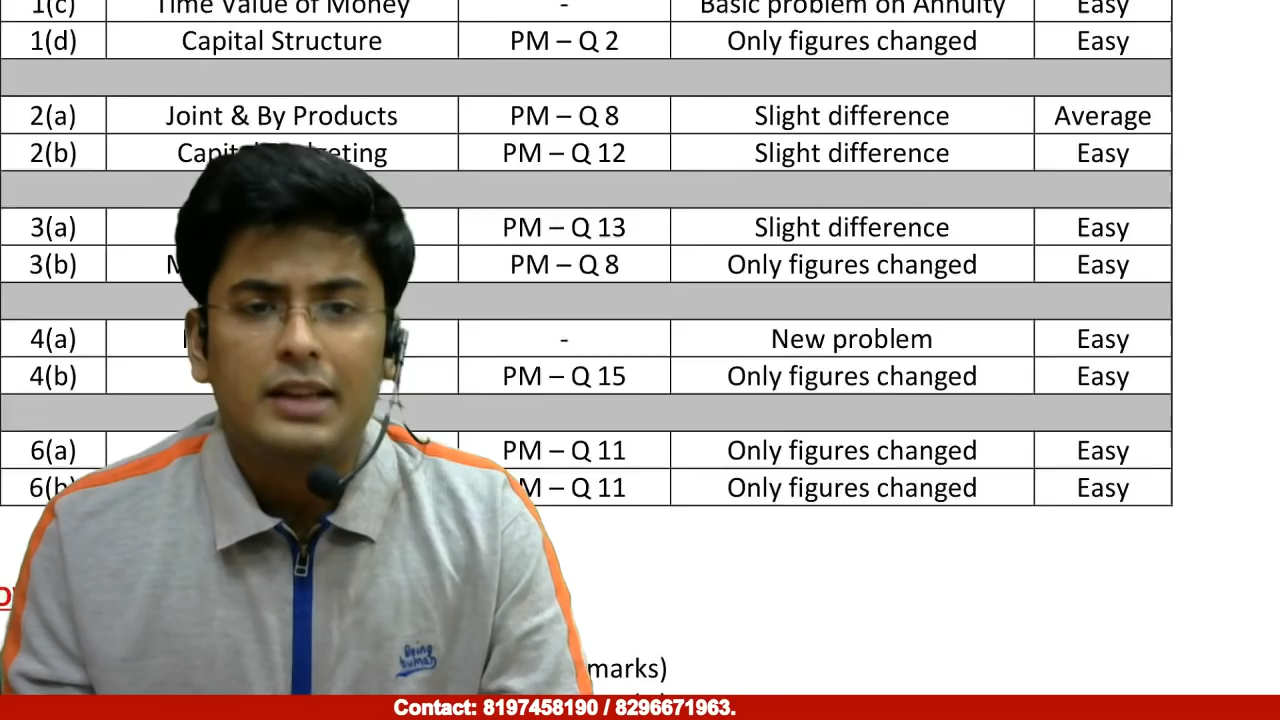 1(c) Time Value of Money - Basic problem on Annuity Easy
1(d) Capital Structure PM – Q 2 Only figures changed Easy
2(a) Joint & By Products PM – Q 8 Slight difference Average
2(b) PM – Q 12 Slight difference Easy
3(a) PM – Q 13 Slight difference Easy
3(b) PM – Q 8 Only figures changed Easy
4(a) - New problem Easy
4(b) PM – Q 15 Only figures changed Easy
6(a) PM – Q 11 Only figures changed Easy
– Q 11 Only figures changed Easy
being human
marks)
Contact: 8197458190 / 8296671963.